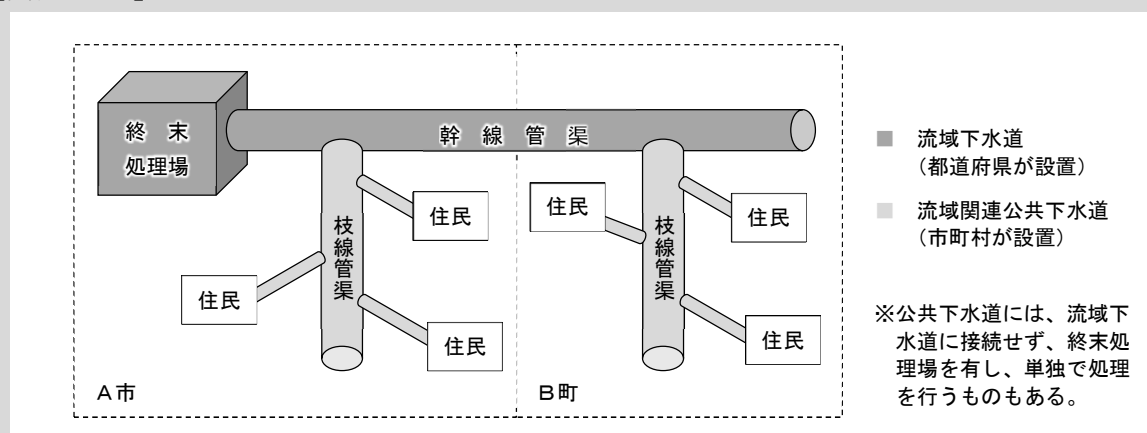 終末
処理場
幹線管渠
枝線管渠
住民
住民
住民
A市
枝線管渠
住民
住民
住民
B町
■ 流域下水道
(都道府県が設置)
■ 流域関連公共下水道
(市町村が設置)
※公共下水道には、流域下
水道に接続せず、終末処
理場を有し、単独で処理
を行うものもある。